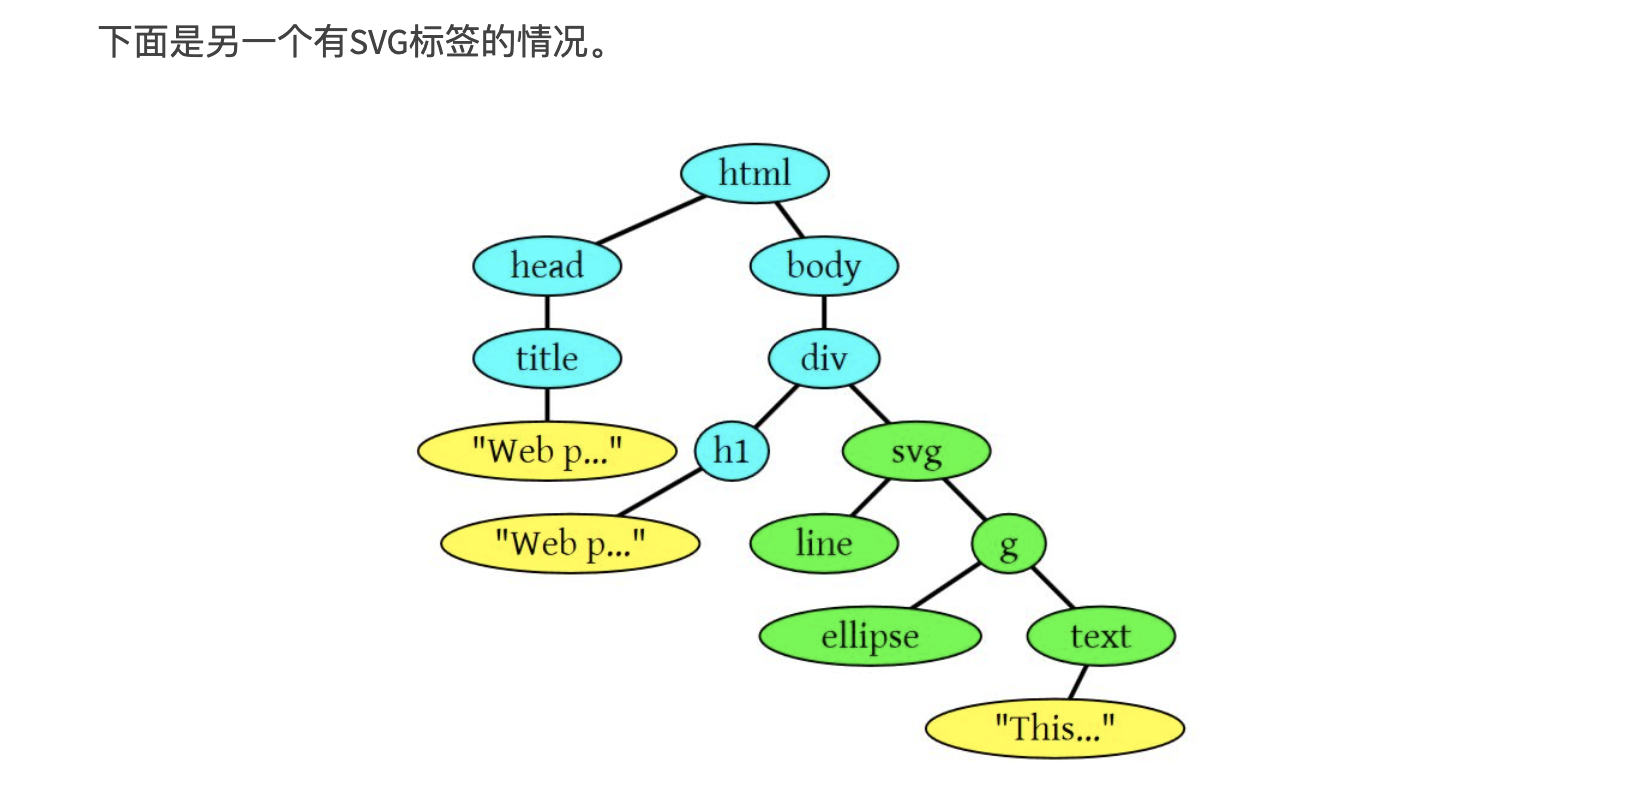 下面是另一个有SVG标签的情况。
html
head
body
title
div
"Web p..."
h1
svg
"Web p..."
line
g
ellipse
text
"This..."